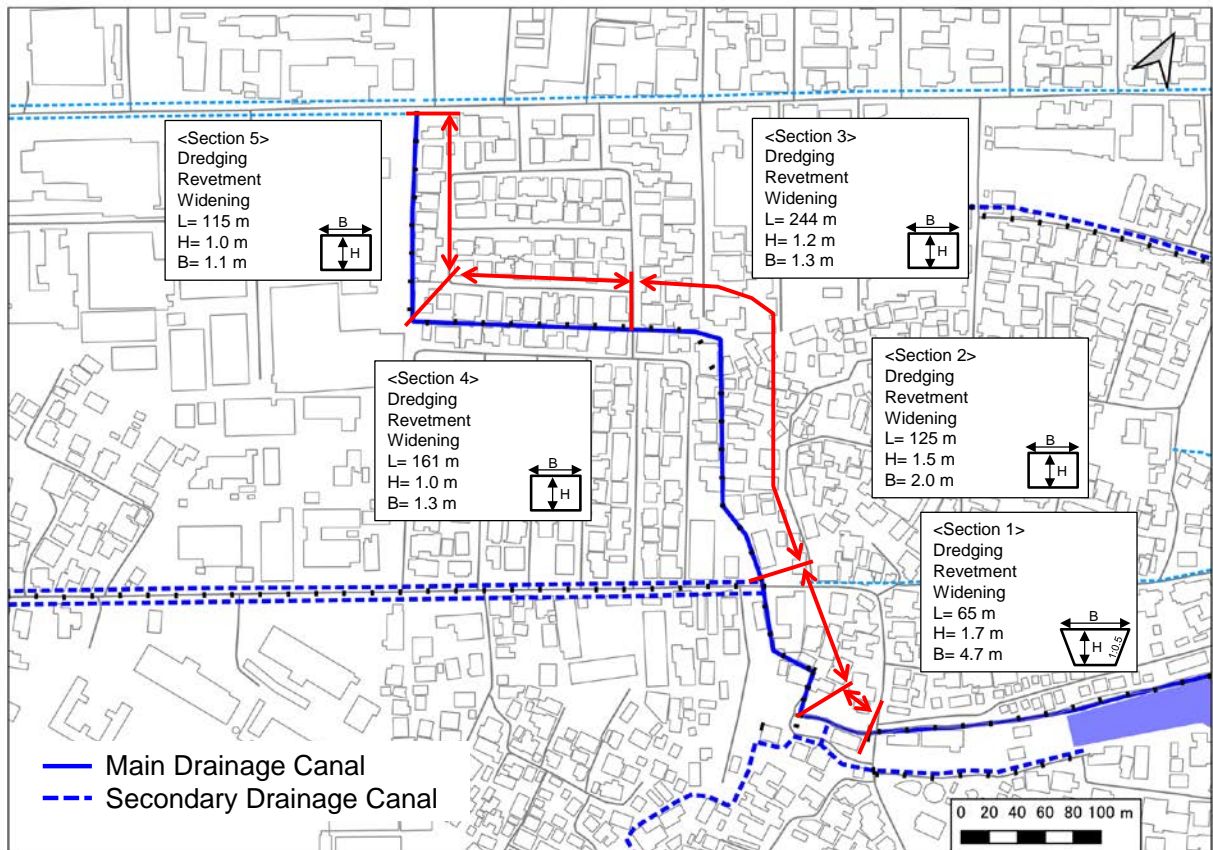 <Section 5>
Dredging
Revetment
Widening
L= 115 m
H= 1.0 m
B= 1.1 m
B
H
<Section 3>
Dredging
Revetment
Widening
L= 244 m
H= 1.2 m
B= 1.3 m
B
H
<Section 4>
Dredging
Revetment
Widening
L= 161 m
H= 1.0 m
B= 1.3 m
B
H
<Section 2>
Dredging
Revetment
Widening
L= 125 m
H= 1.5 m
B= 2.0 m
B
H
<Section 1>
Dredging
Revetment
Widening
L= 65 m
H= 1.7 m
B= 4.7 m
B
H
1:0.5
Main Drainage Canal
Secondary Drainage Canal
0 20 40 60 80 100 m